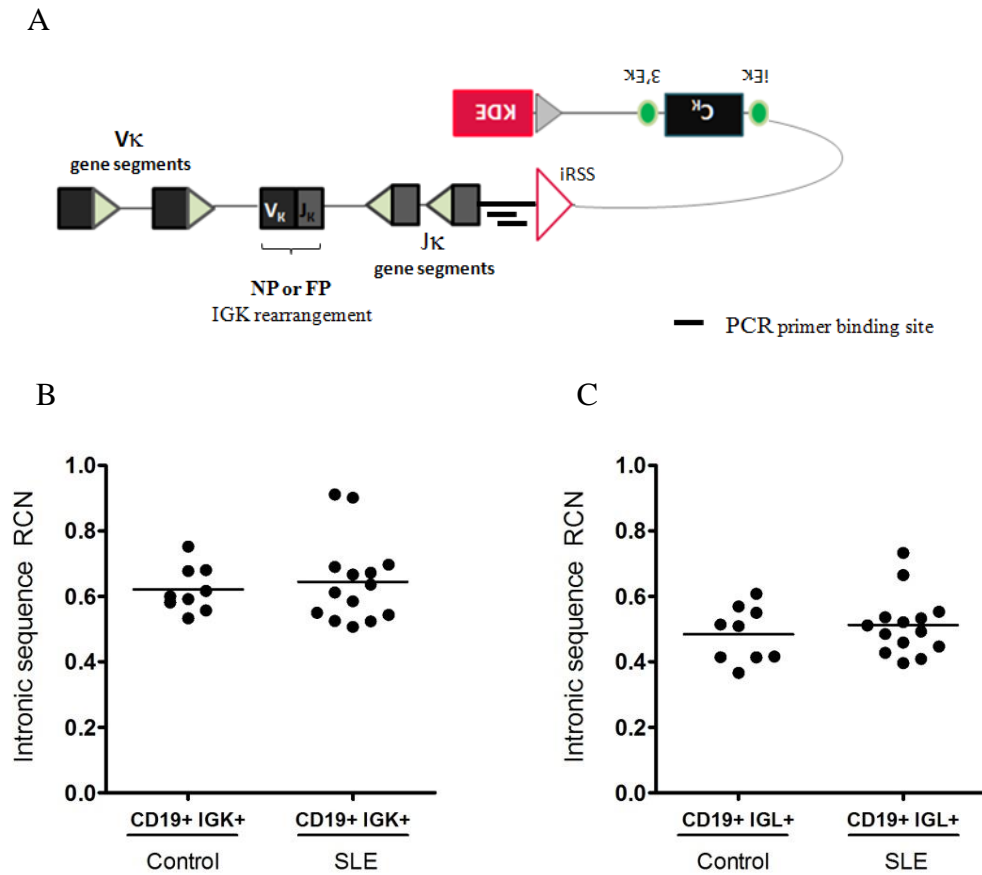 A
3'Eκ
iEκ
KDE
Cκ
Vκ
gene segments
iRSS
Vκ Jκ
Jκ
gene segments
NP or FP
IGK rearrangement
PCR primer binding site
B
Intronic sequence RCN
1.0
0.8
0.6
0.4
0.2
0.0
CD19+ IGK+
CD19+ IGK+
Control
SLE
C
Intronic sequence RCN
1.0
0.8
0.6
0.4
0.2
0.0
CD19+ IGL+
CD19+ IGL+
Control
SLE